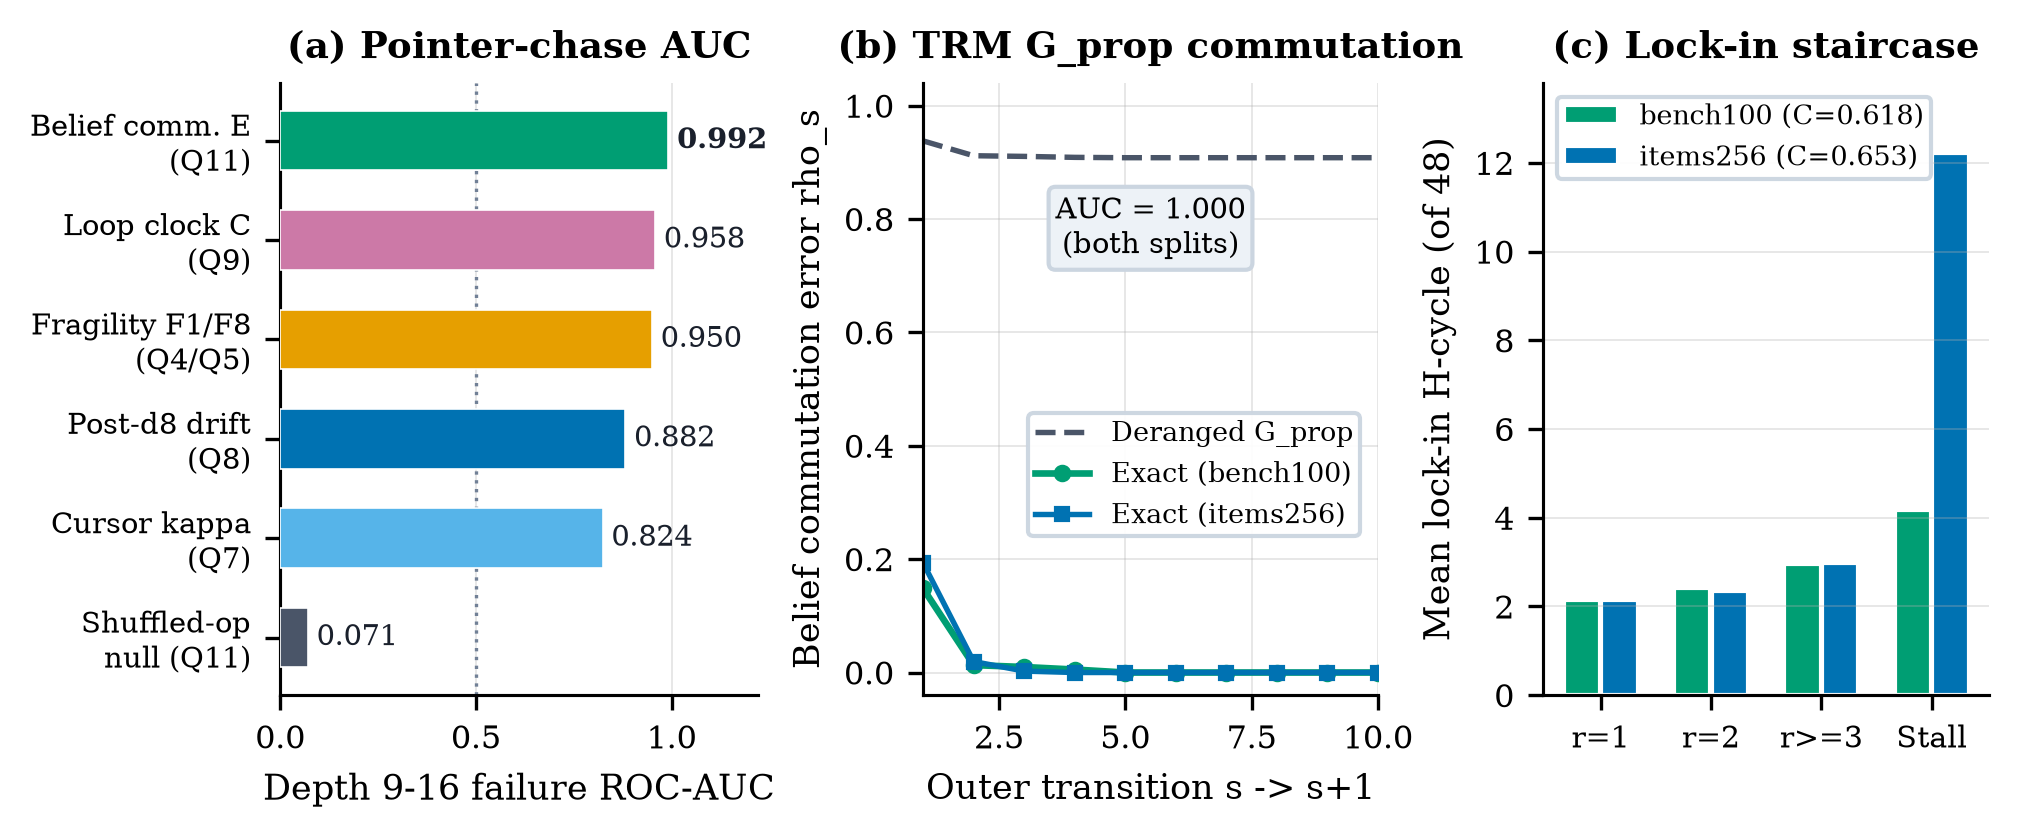 (a) Pointer-chase AUC
Belief comm. E
(Q11)
0.992
Loop clock C
(Q9)
0.958
Fragility F1/F8
(Q4/Q5)
0.950
Post-d8 drift
(Q8)
0.882
Cursor kappa
(Q7)
0.824
Shuffled-op
null (Q11)
0.071
0.0 0.5 1.0
Depth 9-16 failure ROC-AUC
(b) TRM G_prop commutation
Belief commutation error rho_s
1.0
0.8
0.6
0.4
0.2
0.0
AUC = 1.000
(both splits)
Deranged G_prop
Exact (bench100)
Exact (items256)
2.5 5.0 7.5 10.0
Outer transition s -> s+1
(c) Lock-in staircase
Mean lock-in H-cycle (of 48)
bench100 (C=0.618)
items256 (C=0.653)
12
10
8
6
4
2
0
r=1 r=2 r>=3 Stall